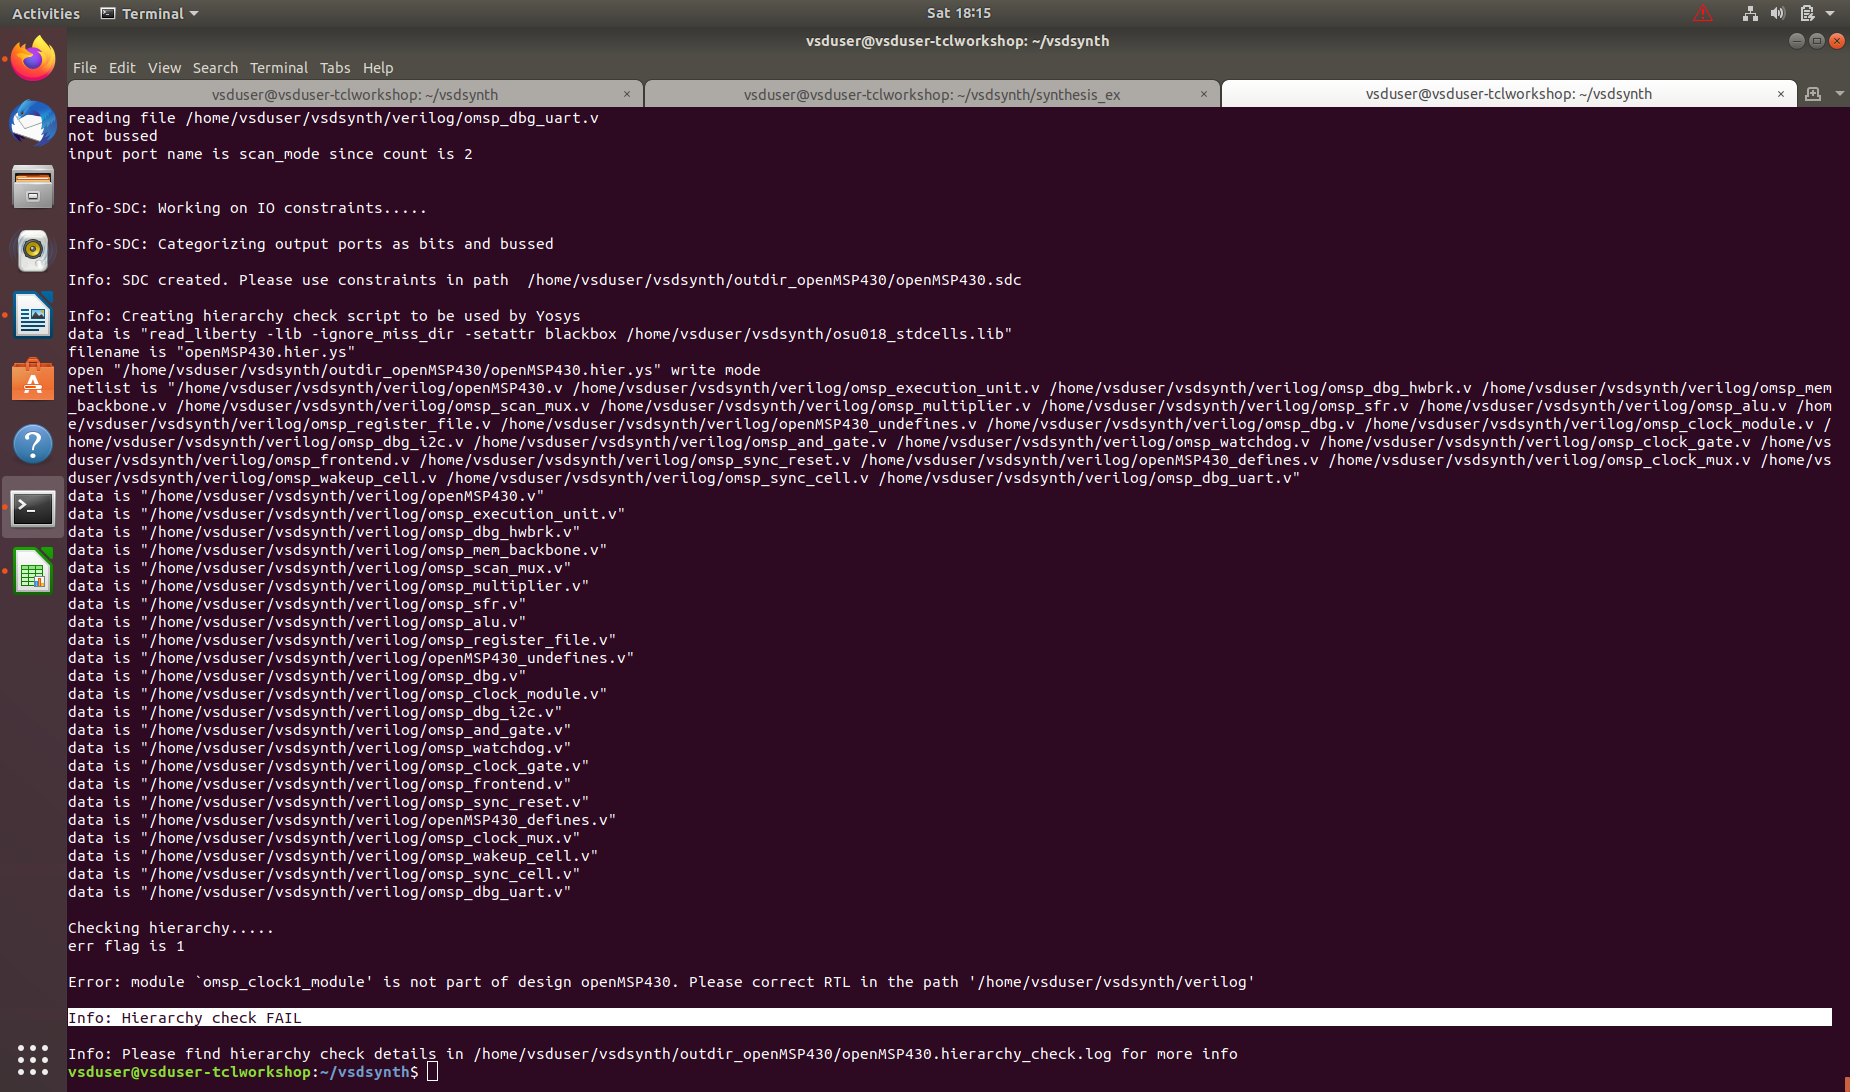 Activities Terminal Sat 18:15
vsduser@vsduser-tclworkshop: ~/vsdsynth
File Edit View Search Terminal Tabs Help
vsduser@vsduser-tclworkshop: ~/vsdsynth × vsduser@vsduser-tclworkshop: ~/vsdsynth/synthesis_ex × vsduser@vsduser-tclworkshop: ~/vsdsynth ×
reading file /home/vsduser/vsdsynth/verilog/omsp_dbg_uart.v
not bussed
input port name is scan_mode since count is 2
Info-SDC: Working on IO constraints.....
Info-SDC: Categorizing output ports as bits and bussed
Info: SDC created. Please use constraints in path  /home/vsduser/vsdsynth/outdir_openMSP430/openMSP430.sdc
Info: Creating hierarchy check script to be used by Yosys
data is "read_liberty -lib -ignore_miss_dir -setattr blackbox /home/vsduser/vsdsynth/osu018_stdcells.lib"
filename is "openMSP430.hier.ys"
open "/home/vsduser/vsdsynth/outdir_openMSP430/openMSP430.hier.ys" write mode
netlist is "/home/vsduser/vsdsynth/verilog/openMSP430.v /home/vsduser/vsdsynth/verilog/omsp_execution_unit.v /home/vsduser/vsdsynth/verilog/omsp_dbg_hwbrk.v /home/vsduser/vsdsynth/verilog/omsp_mem
_backbone.v /home/vsduser/vsdsynth/verilog/omsp_scan_mux.v /home/vsduser/vsdsynth/verilog/omsp_multiplier.v /home/vsduser/vsdsynth/verilog/omsp_sfr.v /home/vsduser/vsdsynth/verilog/omsp_alu.v /hom
e/vsduser/vsdsynth/verilog/omsp_register_file.v /home/vsduser/vsdsynth/verilog/openMSP430_undefines.v /home/vsduser/vsdsynth/verilog/omsp_dbg.v /home/vsduser/vsdsynth/verilog/omsp_clock_module.v /
home/vsduser/vsdsynth/verilog/omsp_dbg_i2c.v /home/vsduser/vsdsynth/verilog/omsp_and_gate.v /home/vsduser/vsdsynth/verilog/omsp_watchdog.v /home/vsduser/vsdsynth/verilog/omsp_clock_gate.v /home/vs
duser/vsdsynth/verilog/omsp_frontend.v /home/vsduser/vsdsynth/verilog/omsp_sync_reset.v /home/vsduser/vsdsynth/verilog/openMSP430_defines.v /home/vsduser/vsdsynth/verilog/omsp_clock_mux.v /home/vs
duser/vsdsynth/verilog/omsp_wakeup_cell.v /home/vsduser/vsdsynth/verilog/omsp_sync_cell.v /home/vsduser/vsdsynth/verilog/omsp_dbg_uart.v"
data is "/home/vsduser/vsdsynth/verilog/openMSP430.v"
data is "/home/vsduser/vsdsynth/verilog/omsp_execution_unit.v"
data is "/home/vsduser/vsdsynth/verilog/omsp_dbg_hwbrk.v"
data is "/home/vsduser/vsdsynth/verilog/omsp_mem_backbone.v"
data is "/home/vsduser/vsdsynth/verilog/omsp_scan_mux.v"
data is "/home/vsduser/vsdsynth/verilog/omsp_multiplier.v"
data is "/home/vsduser/vsdsynth/verilog/omsp_sfr.v"
data is "/home/vsduser/vsdsynth/verilog/omsp_alu.v"
data is "/home/vsduser/vsdsynth/verilog/omsp_register_file.v"
data is "/home/vsduser/vsdsynth/verilog/openMSP430_undefines.v"
data is "/home/vsduser/vsdsynth/verilog/omsp_dbg.v"
data is "/home/vsduser/vsdsynth/verilog/omsp_clock_module.v"
data is "/home/vsduser/vsdsynth/verilog/omsp_dbg_i2c.v"
data is "/home/vsduser/vsdsynth/verilog/omsp_and_gate.v"
data is "/home/vsduser/vsdsynth/verilog/omsp_watchdog.v"
data is "/home/vsduser/vsdsynth/verilog/omsp_clock_gate.v"
data is "/home/vsduser/vsdsynth/verilog/omsp_frontend.v"
data is "/home/vsduser/vsdsynth/verilog/omsp_sync_reset.v"
data is "/home/vsduser/vsdsynth/verilog/openMSP430_defines.v"
data is "/home/vsduser/vsdsynth/verilog/omsp_clock_mux.v"
data is "/home/vsduser/vsdsynth/verilog/omsp_wakeup_cell.v"
data is "/home/vsduser/vsdsynth/verilog/omsp_sync_cell.v"
data is "/home/vsduser/vsdsynth/verilog/omsp_dbg_uart.v"
Checking hierarchy.....
err flag is 1
Error: module `omsp_clock1_module' is not part of design openMSP430. Please correct RTL in the path '/home/vsduser/vsdsynth/verilog'
Info: Hierarchy check FAIL
Info: Please find hierarchy check details in /home/vsduser/vsdsynth/outdir_openMSP430/openMSP430.hierarchy_check.log for more info
vsduser@vsduser-tclworkshop:~/vsdsynth$